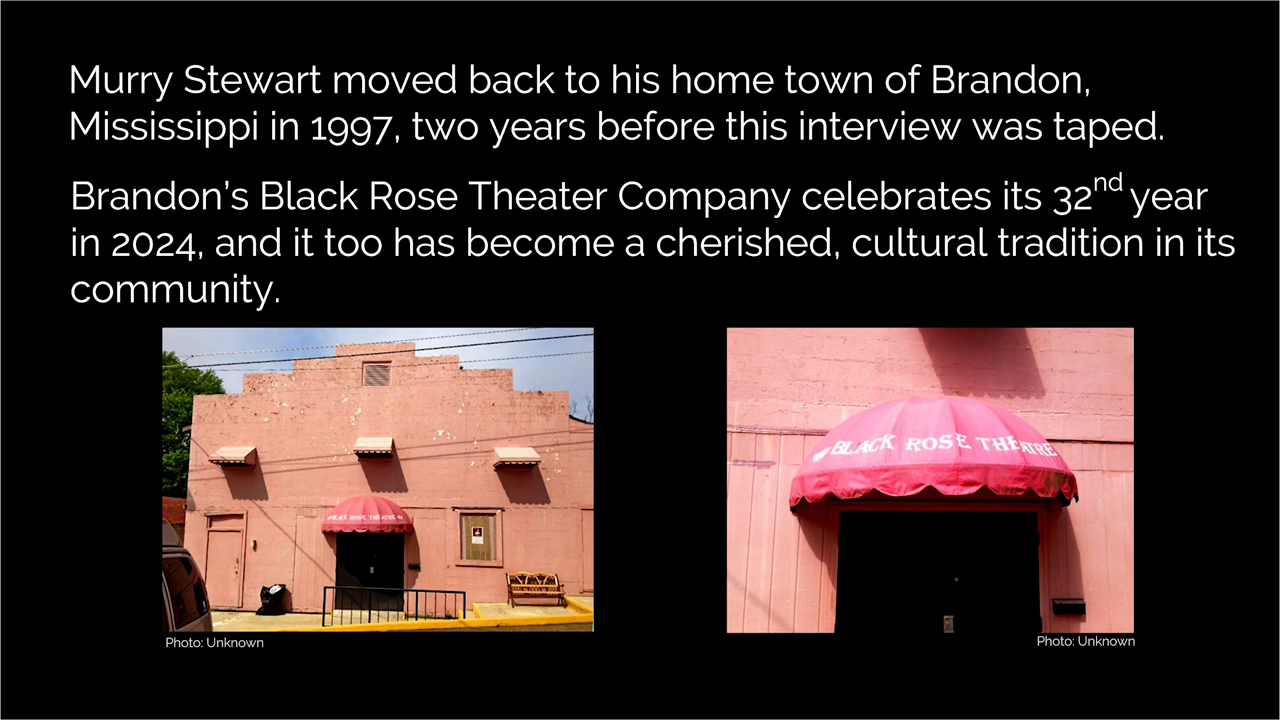 Murry Stewart moved back to his home town of Brandon,
Mississippi in 1997, two years before this interview was taped.
Brandon's Black Rose Theater Company celebrates its 32nd year
in 2024, and it too has become a cherished, cultural tradition in its
community.
BLACK ROSE THEATRE
BLACK ROSE THEATRE
Photo: Unknown
Photo: Unknown